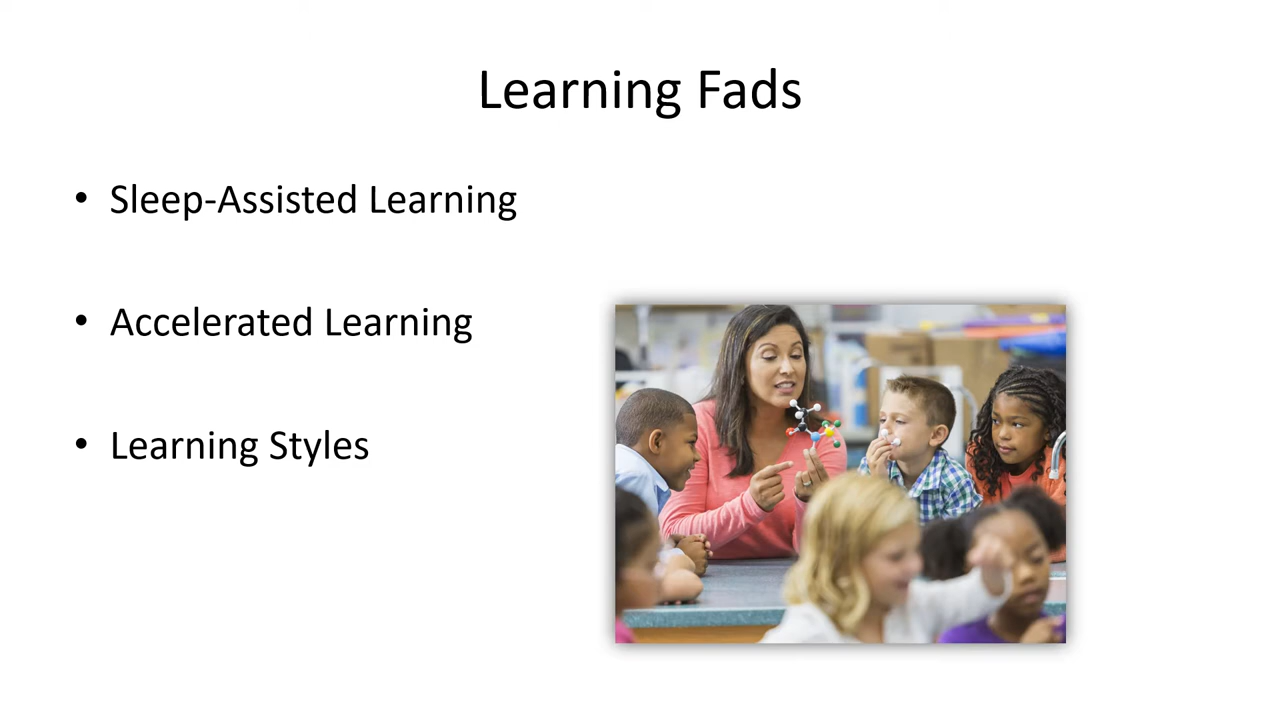 Learning Fads
• Sleep-Assisted Learning
• Accelerated Learning
• Learning Styles